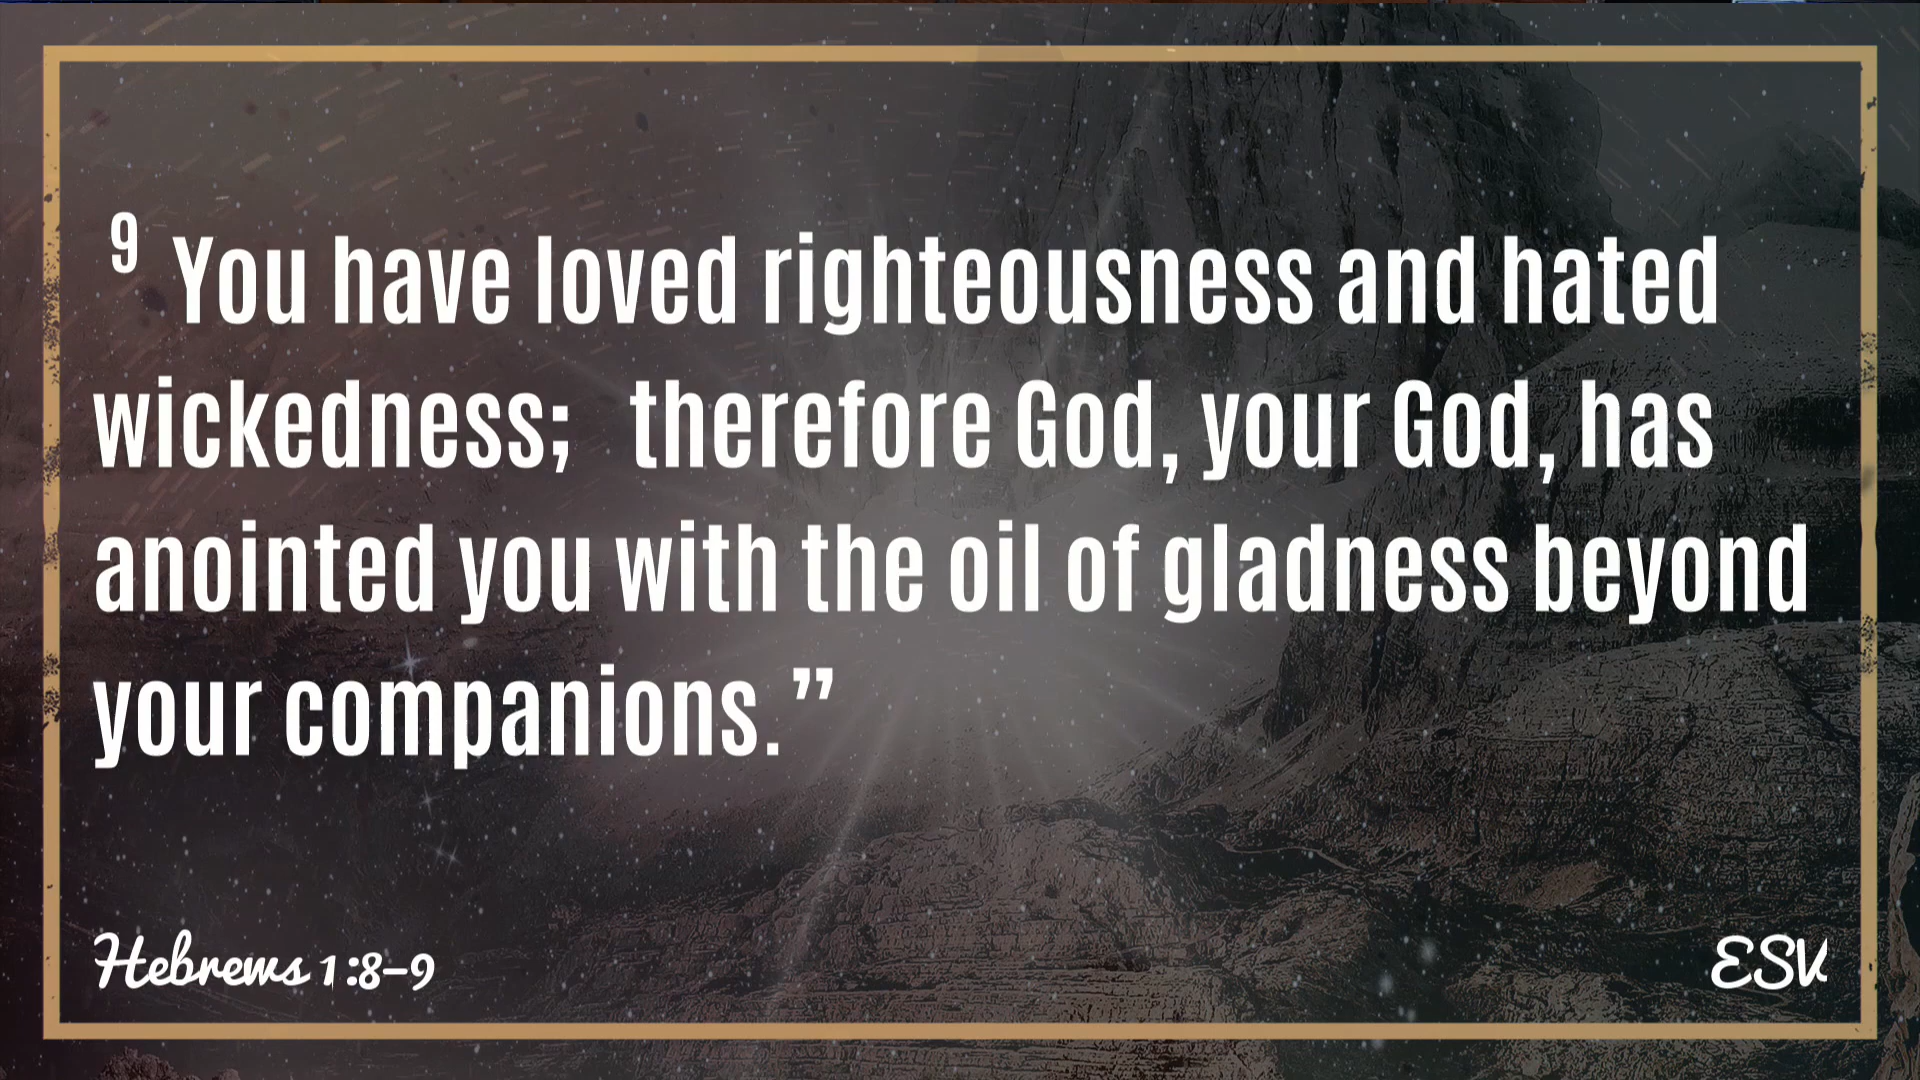 9 You have loved righteousness and hated
wickedness; therefore God, your God, has
anointed you with the oil of gladness beyond
your companions.”
Hebrews 1:8–9
ESV